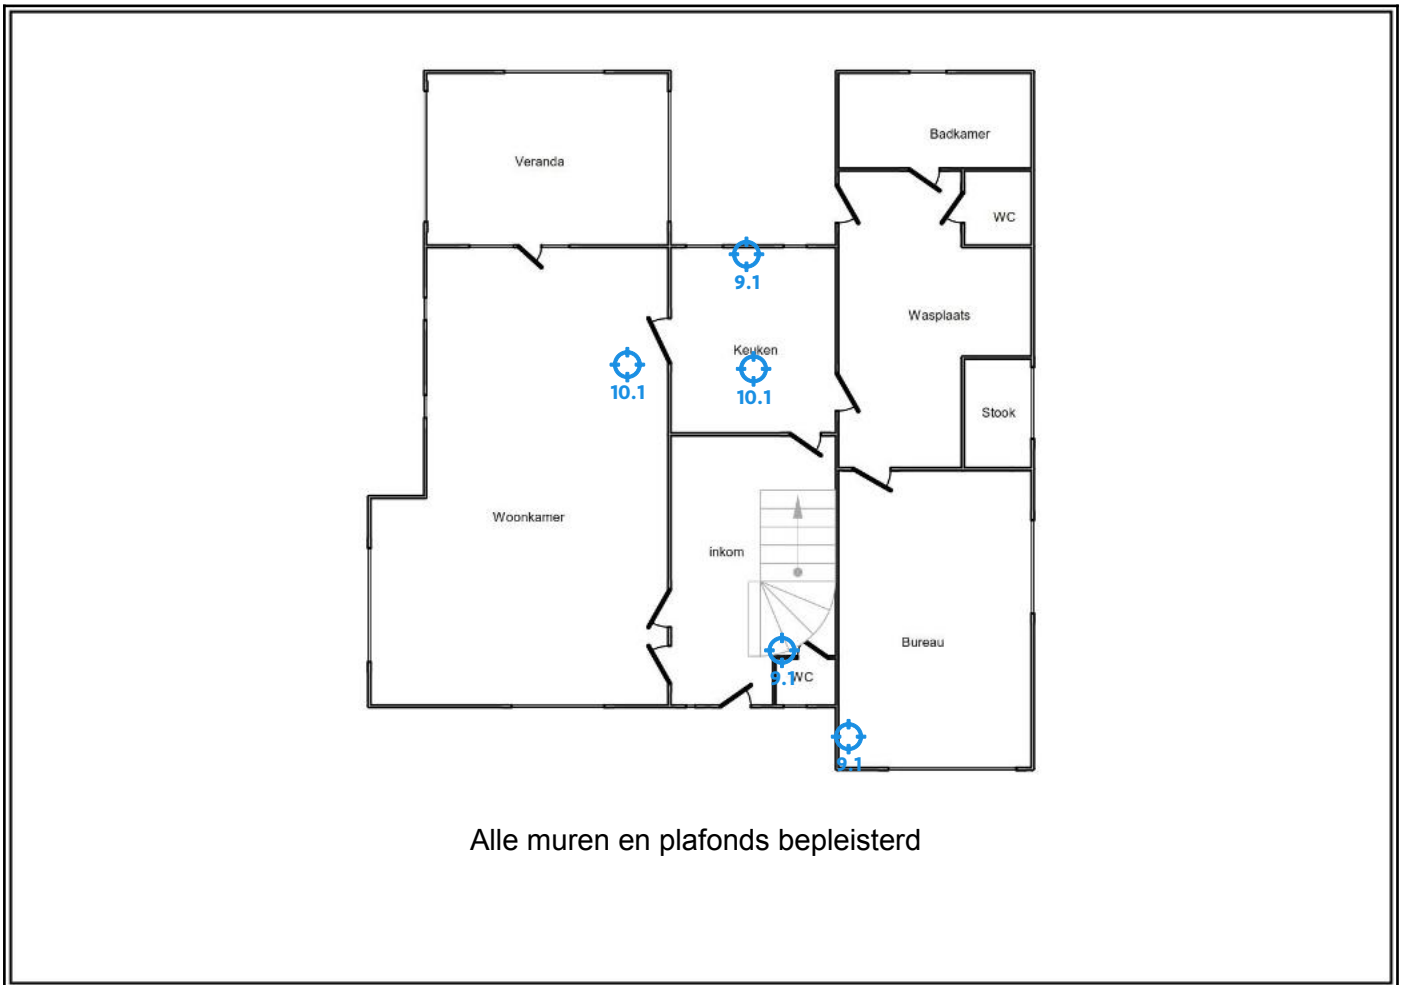 Badkamer
Veranda
WC
9.1
Wasplaats
Keuken
10.1
10.1
Stook
Woonkamer
inkom
Bureau
9.1
WC
9.1
Alle muren en plafonds bepleisterd